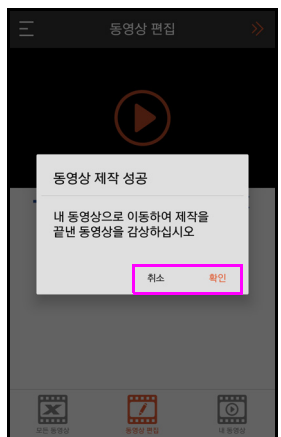 동영상 편집
동영상 제작 성공
내 동영상으로 이동하여 제작을
끝낸 동영상을 감상하십시오
취소 확인
모든 동영상 동영상 편집 내 동영상